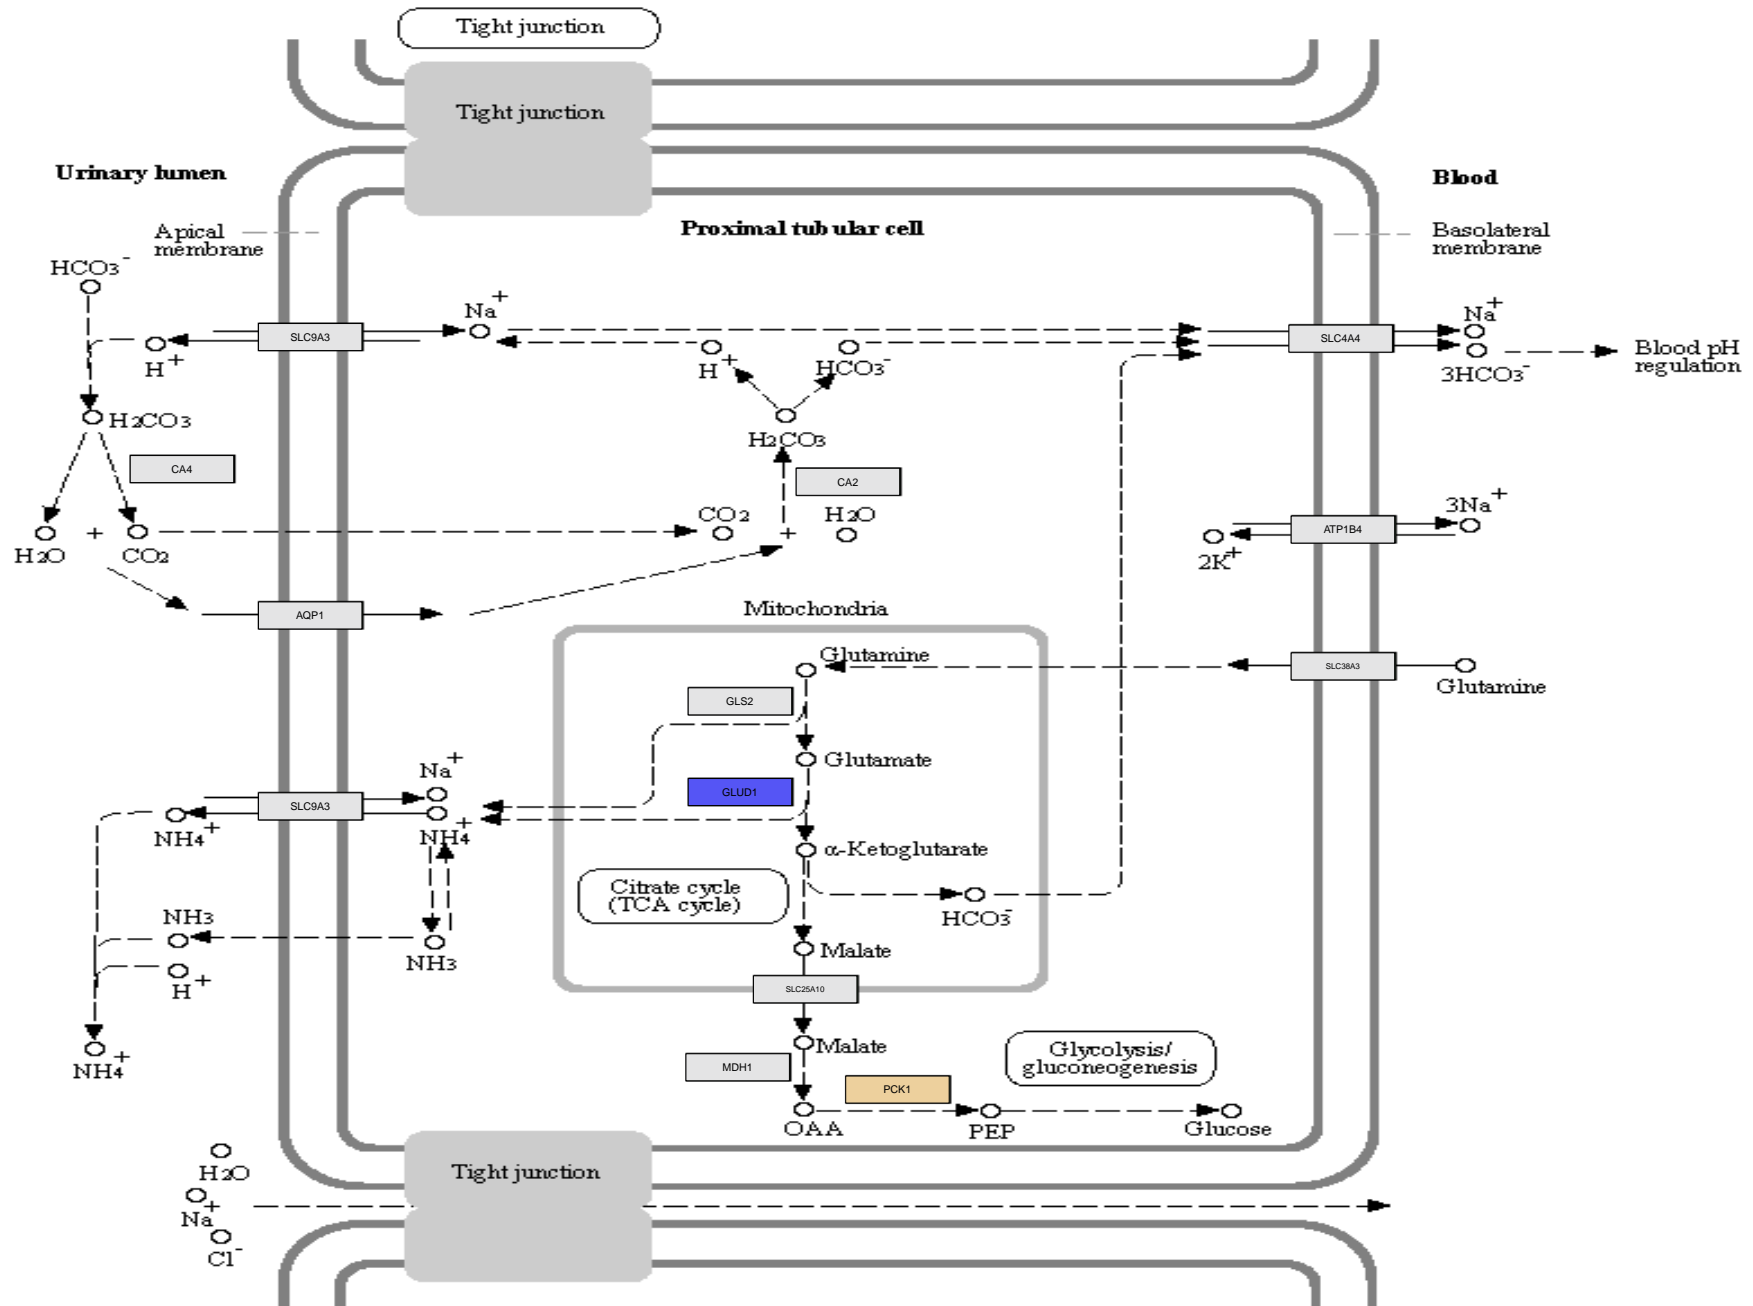 Tight junction
Tight junction
Urinary lumen
Blood
Proximal tubular cell
Apical
membrane
Basolateral
membrane
HCO3-
Na+
Na+
SLC9A3
SLC4A4
H+
H+
HCO3-
3HCO3-
Blood pH
regulation
H2CO3
H2CO3
CA4
CA2
CO2
H2O
3Na+
ATP1B4
H2O
+
CO2
+
2K+
AQP1
Mitochondria
Glutamine
SLC38A3
Glutamine
GLS2
Glutamate
Na+
GLUD1
SLC9A3
NH4+
NH4+
α-Ketoglutarate
Citrate cycle
(TCA cycle)
HCO3-
NH3
NH3
Malate
H+
SLC25A10
NH4+
Malate
Glycolysis/
gluconeogenesis
MDH1
PCK1
OAA
PEP
Glucose
Tight junction
H2O
Na+
Cl-